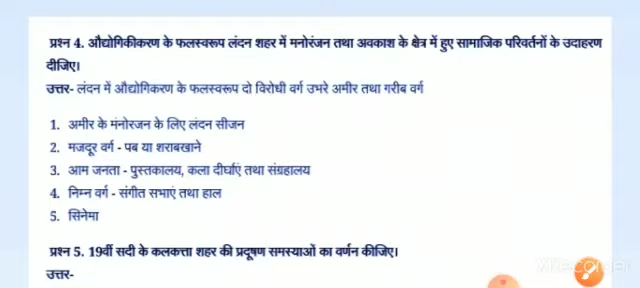 प्रश्न 4. औद्योगिकीकरण के फलस्वरूप लंदन शहर में मनोरंजन तथा अवकाश के क्षेत्र में हुए सामाजिक परिवर्तनों के उदाहरण
दीजिए।
उत्तर- लंदन में औद्योगिकरण के फलस्वरूप दो विरोधी वर्ग उभरे अमीर तथा गरीब वर्ग
1. अमीर के मंनोरजन के लिए लंदन सीजन
2. मजदूर वर्ग - पब या शराबखाने
3. आम जनता - पुस्तकालय, कला दीर्घाएं तथा संग्रहालय
4. निम्न वर्ग - संगीत सभाएं तथा हाल
5. सिनेमा
प्रश्न 5. 19वीं सदी के कलकत्ता शहर की प्रदूषण समस्याओं का वर्णन कीजिए।
उत्तर-